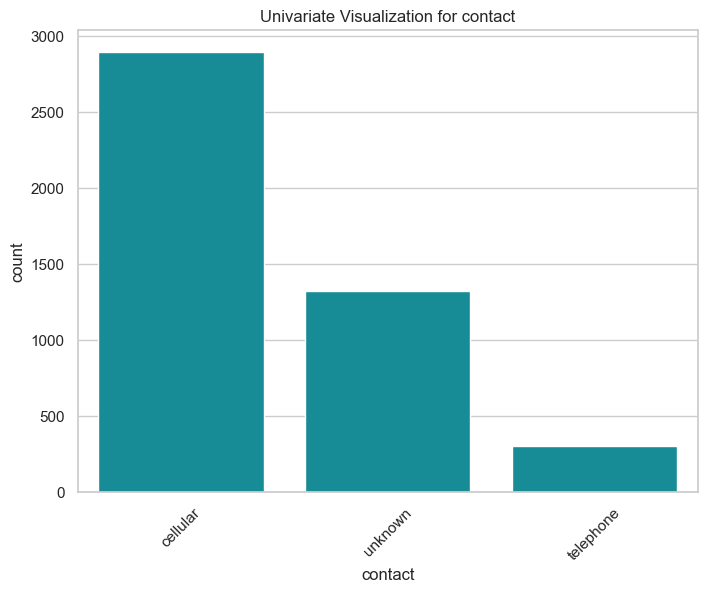 Univariate Visualization for contact
3000
2500
2000
1500
1000
500
0
count
cellular
unknown
telephone
contact